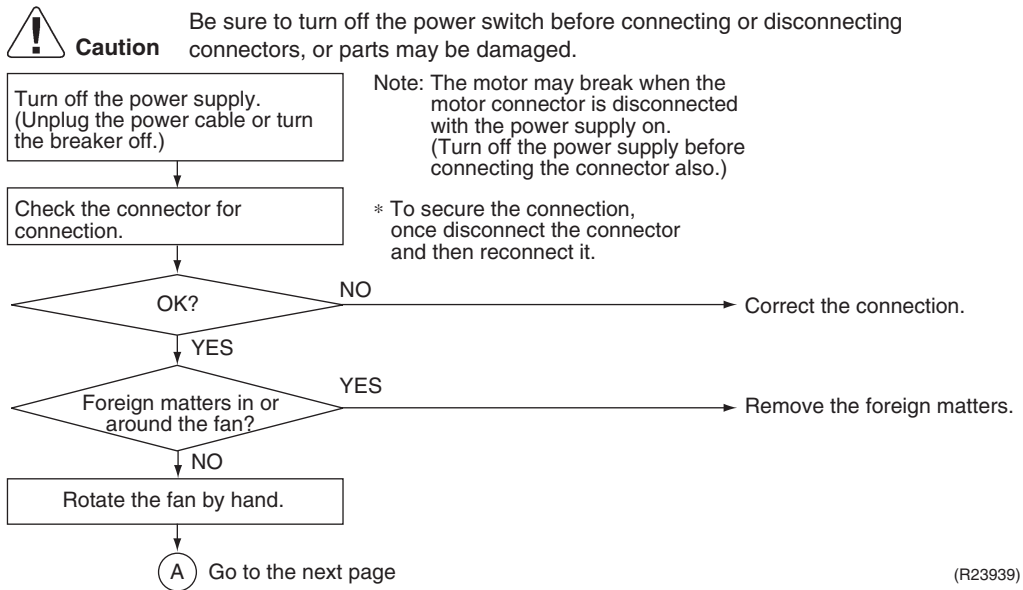 Be sure to turn off the power switch before connecting or disconnecting
Caution connectors, or parts may be damaged.
Turn off the power supply.
(Unplug the power cable or turn
the breaker off.)
Note: The motor may break when the
motor connector is disconnected
with the power supply on.
(Turn off the power supply before
connecting the connector also.)
Check the connector for
connection.
* To secure the connection,
once disconnect the connector
and then reconnect it.
OK?
NO
Correct the connection.
YES
Foreign matters in or
around the fan?
YES
Remove the foreign matters.
NO
Rotate the fan by hand.
A Go to the next page
(R23939)